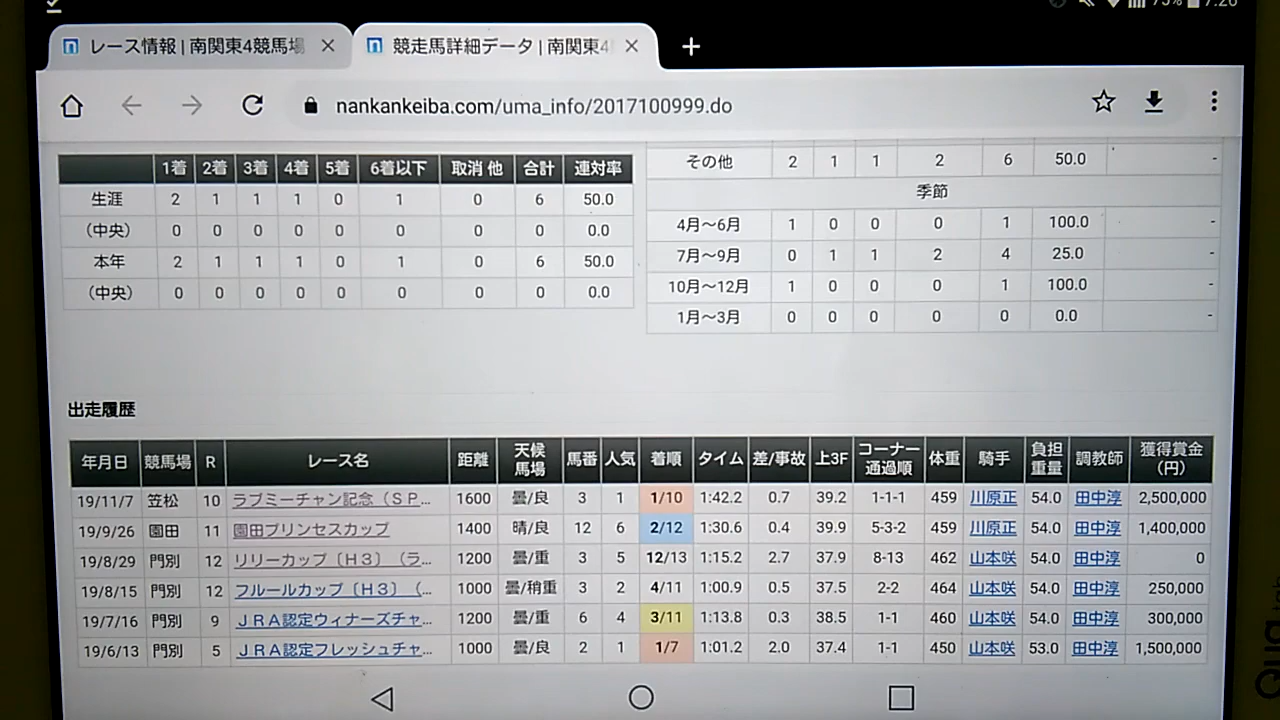 75% 7:26
レース情報 | 南関東4競馬場
競走馬詳細データ | 南関東4
nankankeiba.com/uma_info/2017100999.do
1着 2着 3着 4着 5着 6着以下 取消 他 合計 連対率
生涯 2 1 1 1 0 1 0 6 50.0
（中央） 0 0 0 0 0 0 0 0 0.0
本年 2 1 1 1 0 1 0 6 50.0
（中央） 0 0 0 0 0 0 0 0 0.0
その他 2 1 1 2 6 50.0 -
季節
4月〜6月 1 0 0 0 1 100.0 -
7月〜9月 0 1 1 2 4 25.0 -
10月〜12月 1 0 0 0 1 100.0 -
1月〜3月 0 0 0 0 0 0.0 -
出走履歴
年月日 競馬場 R レース名 距離 天候馬場 馬番 人気 着順 タイム 差/事故 上3F コーナー通過順 体重 騎手 負担重量 調教師 獲得賞金（円）
19/11/7 笠松 10 ラブミーチャン記念（ＳＰ... 1600 曇/良 3 1 1/10 1:42.2 0.7 39.2 1-1-1 459 川原正 54.0 田中淳 2,500,000
19/9/26 園田 11 園田プリンセスカップ 1400 晴/良 12 6 2/12 1:30.6 0.4 39.9 5-3-2 459 川原正 54.0 田中淳 1,400,000
19/8/29 門別 12 リリーカップ〔Ｈ３〕（ラ... 1200 曇/重 3 5 12/13 1:15.2 2.7 37.9 8-13 462 山本咲 54.0 田中淳 0
19/8/15 門別 12 フルールカップ〔Ｈ３〕（... 1000 曇/稍重 3 2 4/11 1:00.9 0.5 37.5 2-2 464 山本咲 54.0 田中淳 250,000
19/7/16 門別 9 ＪＲＡ認定ウィナーズチャ... 1200 曇/重 6 4 3/11 1:13.8 0.3 38.5 1-1 460 山本咲 54.0 田中淳 300,000
19/6/13 門別 5 ＪＲＡ認定フレッシュチャ... 1000 曇/良 2 1 1/7 1:01.2 2.0 37.4 1-1 450 山本咲 53.0 田中淳 1,500,000
Qua